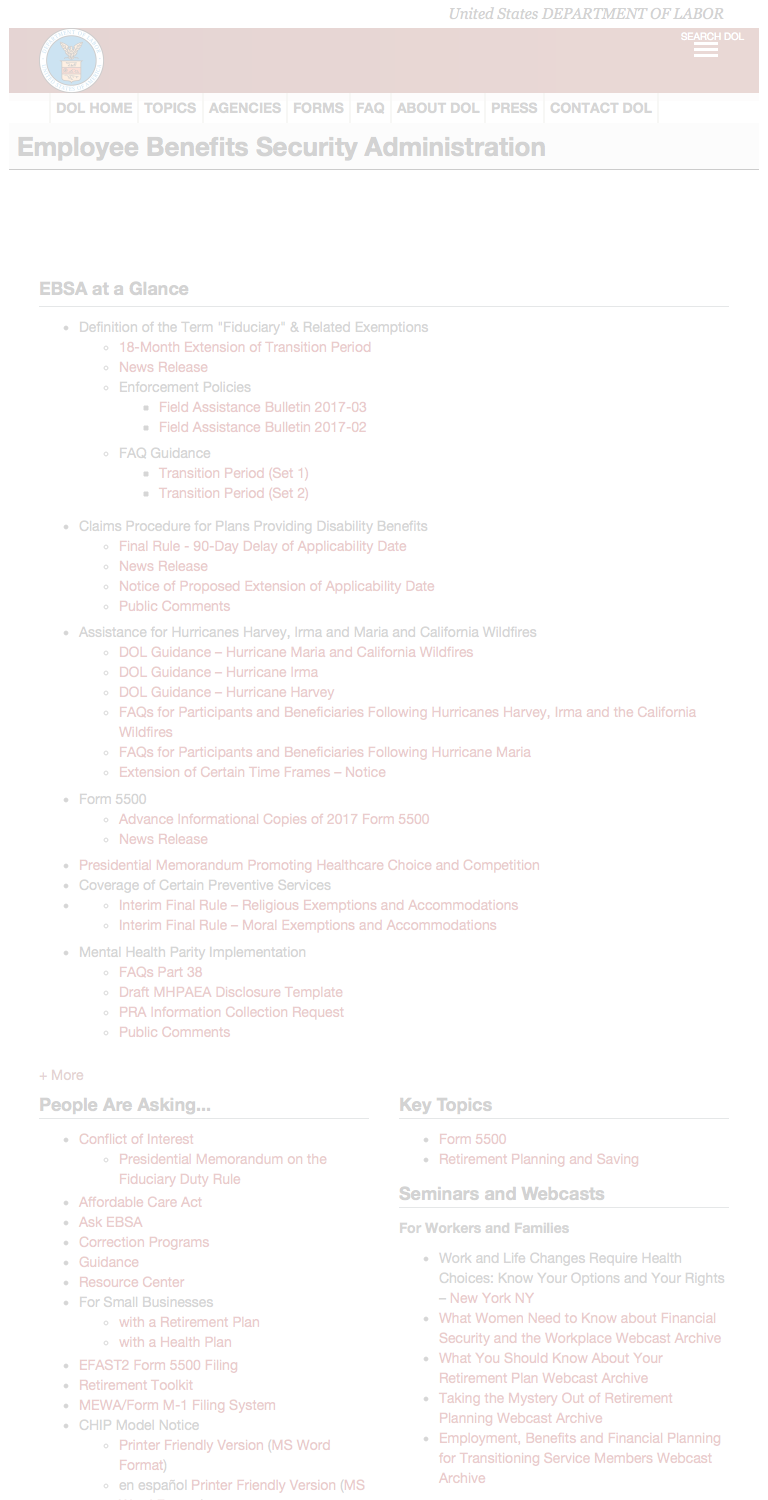 United States DEPARTMENT OF LABOR
SEARCH DOL
DOL HOME TOPICS AGENCIES FORMS FAQ ABOUT DOL PRESS CONTACT DOL
Employee Benefits Security Administration
EBSA at a Glance
Definition of the Term "Fiduciary" & Related Exemptions
18-Month Extension of Transition Period
News Release
Enforcement Policies
Field Assistance Bulletin 2017-03
Field Assistance Bulletin 2017-02
FAQ Guidance
Transition Period (Set 1)
Transition Period (Set 2)
Claims Procedure for Plans Providing Disability Benefits
Final Rule - 90-Day Delay of Applicability Date
News Release
Notice of Proposed Extension of Applicability Date
Public Comments
Assistance for Hurricanes Harvey, Irma and Maria and California Wildfires
DOL Guidance – Hurricane Maria and California Wildfires
DOL Guidance – Hurricane Irma
DOL Guidance – Hurricane Harvey
FAQs for Participants and Beneficiaries Following Hurricanes Harvey, Irma and the California
Wildfires
FAQs for Participants and Beneficiaries Following Hurricane Maria
Extension of Certain Time Frames – Notice
Form 5500
Advance Informational Copies of 2017 Form 5500
News Release
Presidential Memorandum Promoting Healthcare Choice and Competition
Coverage of Certain Preventive Services
Interim Final Rule – Religious Exemptions and Accommodations
Interim Final Rule – Moral Exemptions and Accommodations
Mental Health Parity Implementation
FAQs Part 38
Draft MHPAEA Disclosure Template
PRA Information Collection Request
Public Comments
+ More
People Are Asking...
Conflict of Interest
Presidential Memorandum on the
Fiduciary Duty Rule
Affordable Care Act
Ask EBSA
Correction Programs
Guidance
Resource Center
For Small Businesses
with a Retirement Plan
with a Health Plan
EFAST2 Form 5500 Filing
Retirement Toolkit
MEWA/Form M-1 Filing System
CHIP Model Notice
Printer Friendly Version (MS Word
Format)
en español Printer Friendly Version (MS
Key Topics
Form 5500
Retirement Planning and Saving
Seminars and Webcasts
For Workers and Families
Work and Life Changes Require Health
Choices: Know Your Options and Your Rights
– New York NY
What Women Need to Know about Financial
Security and the Workplace Webcast Archive
What You Should Know About Your
Retirement Plan Webcast Archive
Taking the Mystery Out of Retirement
Planning Webcast Archive
Employment, Benefits and Financial Planning
for Transitioning Service Members Webcast
Archive